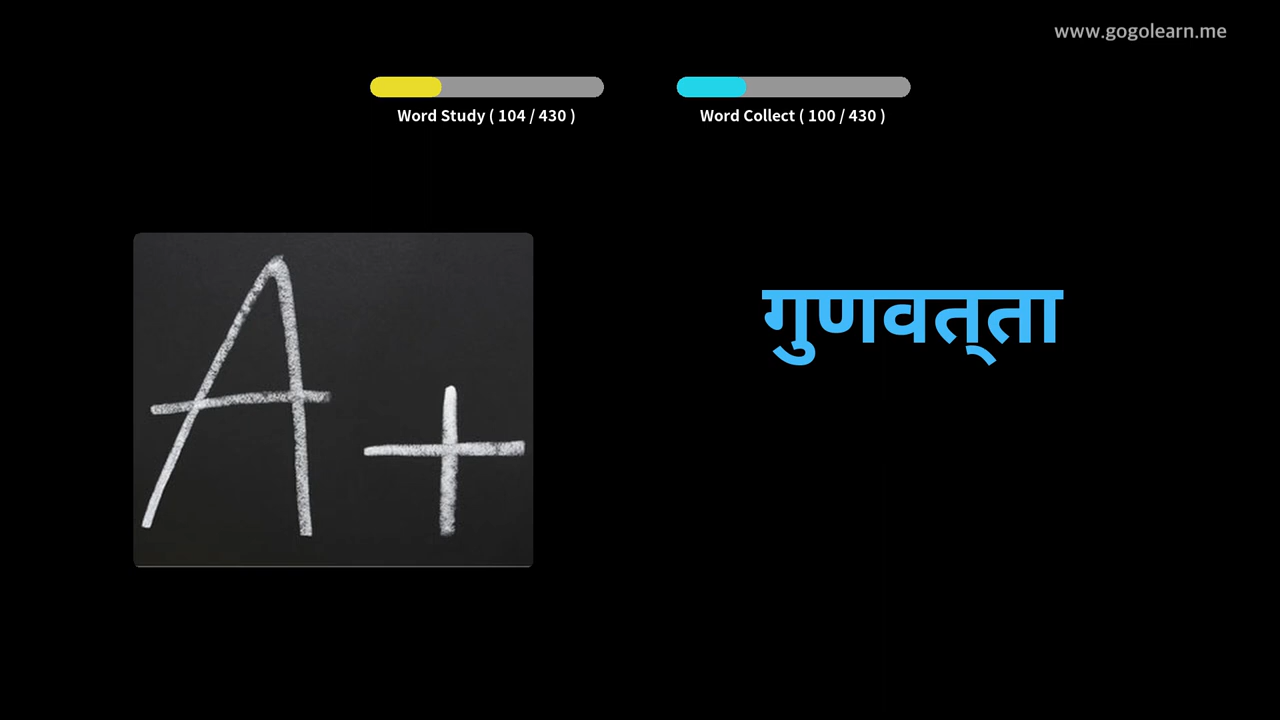 www.gogolearn.me
Word Study ( 104 / 430 )
Word Collect ( 100 / 430 )
A+
गुणवत्‌ता